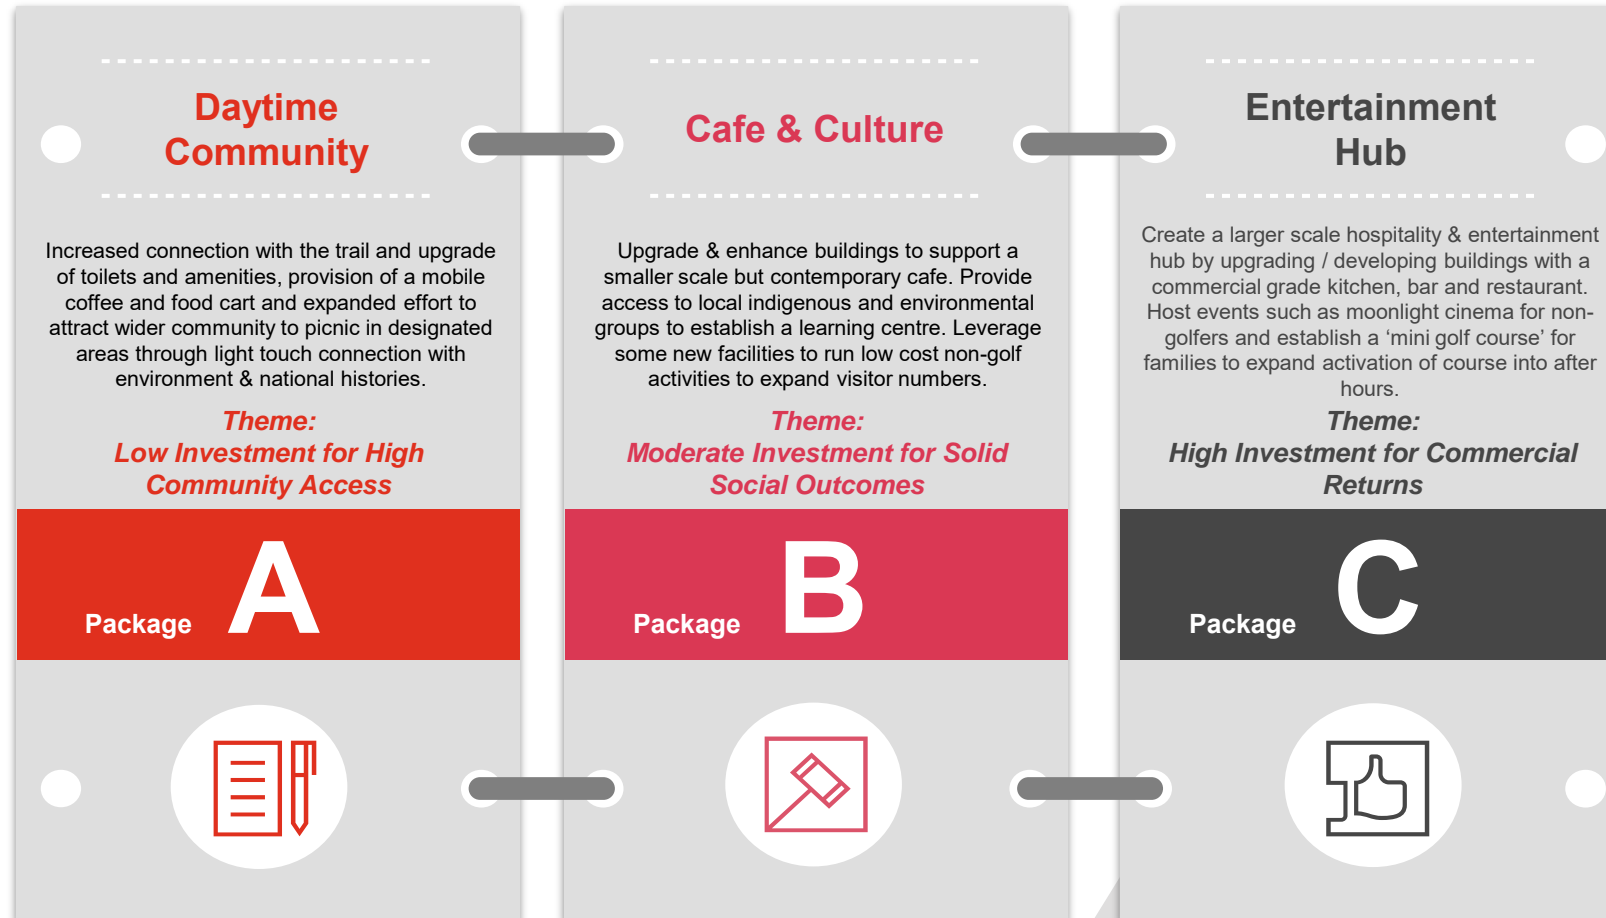 Daytime
Community
Increased connection with the trail and upgrade
of toilets and amenities, provision of a mobile
coffee and food cart and expanded effort to
attract wider community to picnic in designated
areas through light touch connection with
environment & national histories.
Theme:
Low Investment for High
Community Access
Package A
Cafe & Culture
Upgrade & enhance buildings to support a
smaller scale but contemporary cafe. Provide
access to local indigenous and environmental
groups to establish a learning centre. Leverage
some new facilities to run low cost non-golf
activities to expand visitor numbers.
Theme:
Moderate Investment for Solid
Social Outcomes
Package B
Entertainment
Hub
Create a larger scale hospitality & entertainment
hub by upgrading / developing buildings with a
commercial grade kitchen, bar and restaurant.
Host events such as moonlight cinema for non-
golfers and establish a ‘mini golf course’ for
families to expand activation of course into after
hours.
Theme:
High Investment for Commercial
Returns
Package C